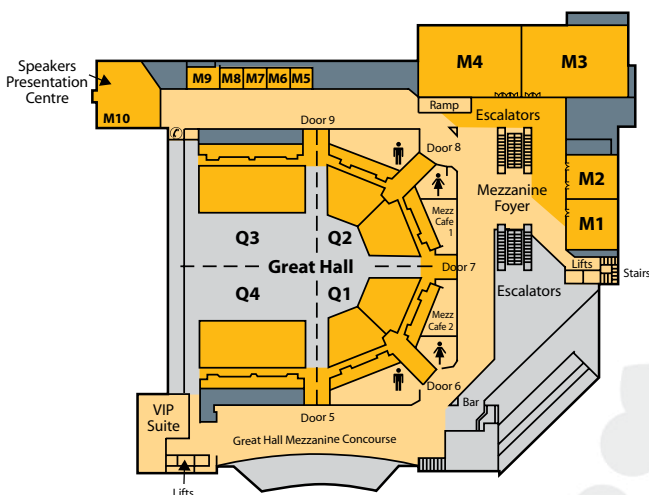 Speakers
Presentation
Centre
M10
M9
M8
M7
M6
M5
M4
M3
Ramp
Escalators
Door 9
Door 8
M2
Mezz
Cafe
1
Mezzanine
Foyer
M1
Q3
Q2
Great Hall
Door 7
Lifts
Stairs
Q4
Q1
Escalators
Mezz
Cafe 2
Door 6
VIP
Suite
Door 5
Bar
Great Hall Mezzanine Concourse
Lifts